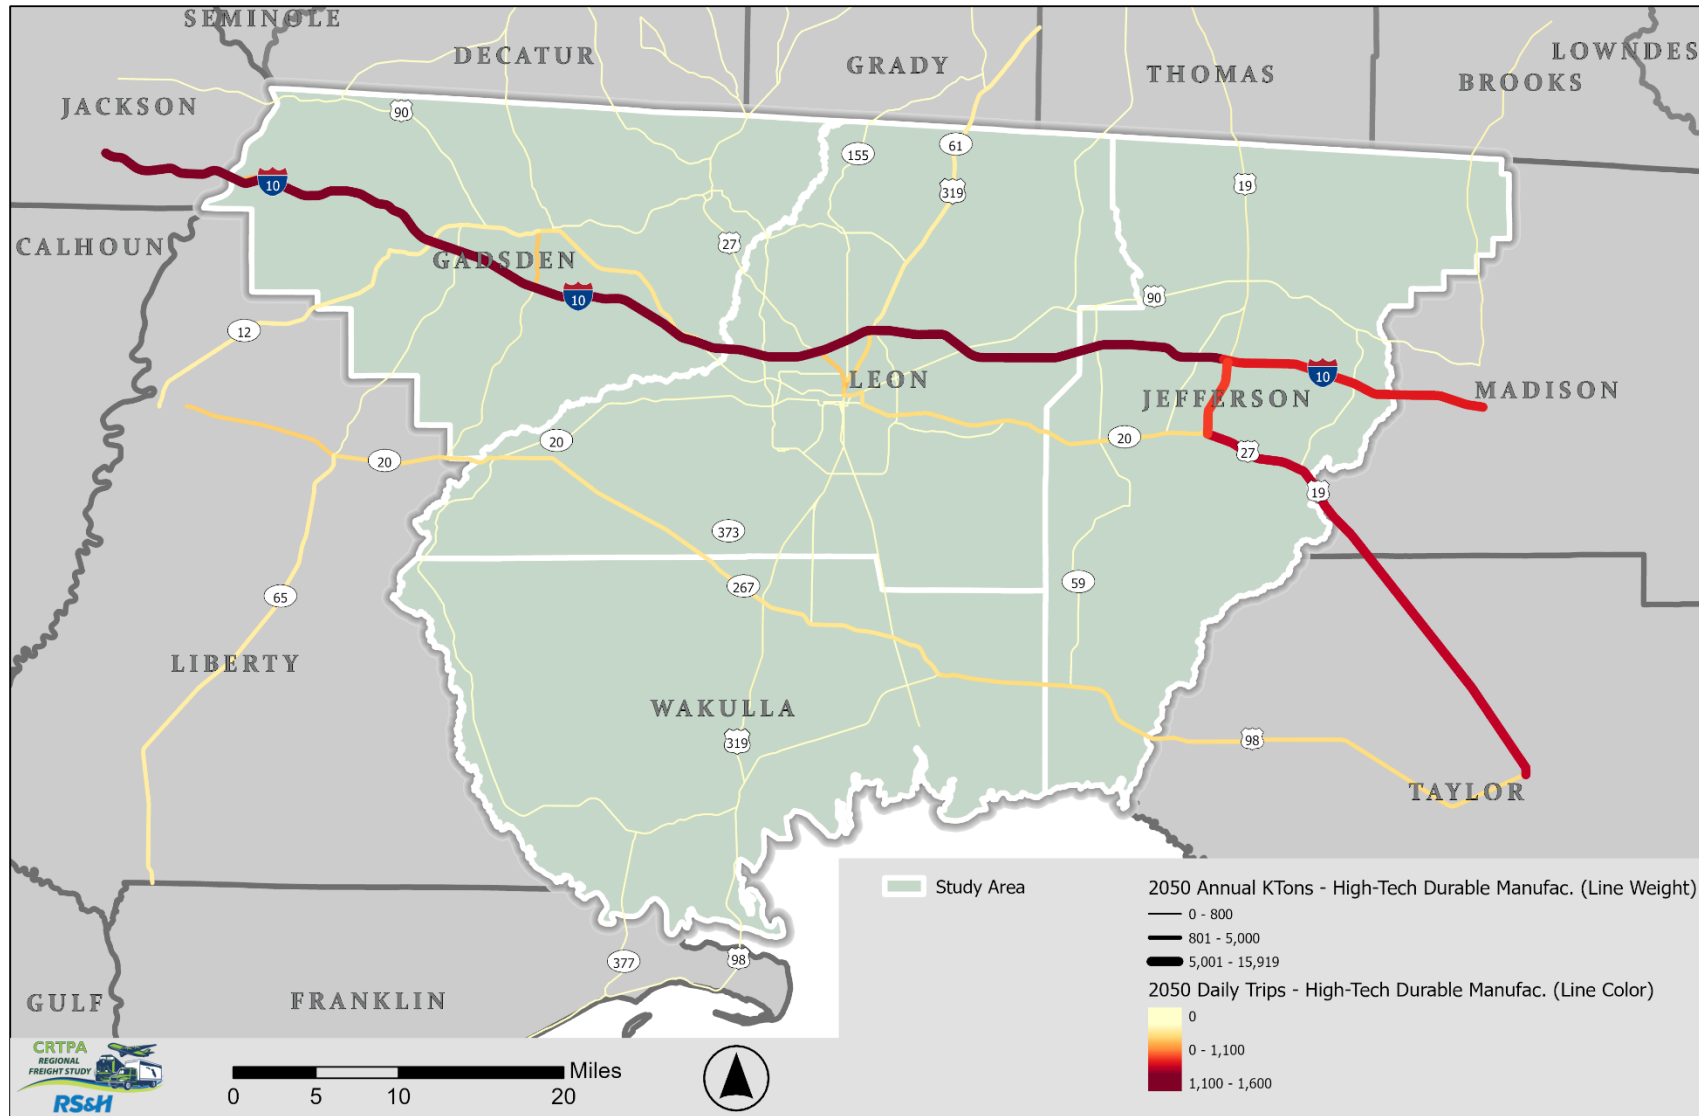 SEMINOLE
DECATUR
GRADY
THOMAS
LOWNDES
BROOKS
JACKSON
90
155
61
319
19
10
CALHOUN
27
GADSDEN
10
90
12
LEON
10
JEFFERSON
MADISON
20
20
20
27
19
373
267
59
65
LIBERTY
WAKULLA
319
98
TAYLOR
377
98
GULF
FRANKLIN
Study Area
2050 Annual KTons - High-Tech Durable Manufac. (Line Weight)
0 - 800
801 - 5,000
5,001 - 15,919
2050 Daily Trips - High-Tech Durable Manufac. (Line Color)
0
0 - 1,100
1,100 - 1,600
CRTPA
REGIONAL
FREIGHT STUDY
RS&H
Miles
0 5 10 20